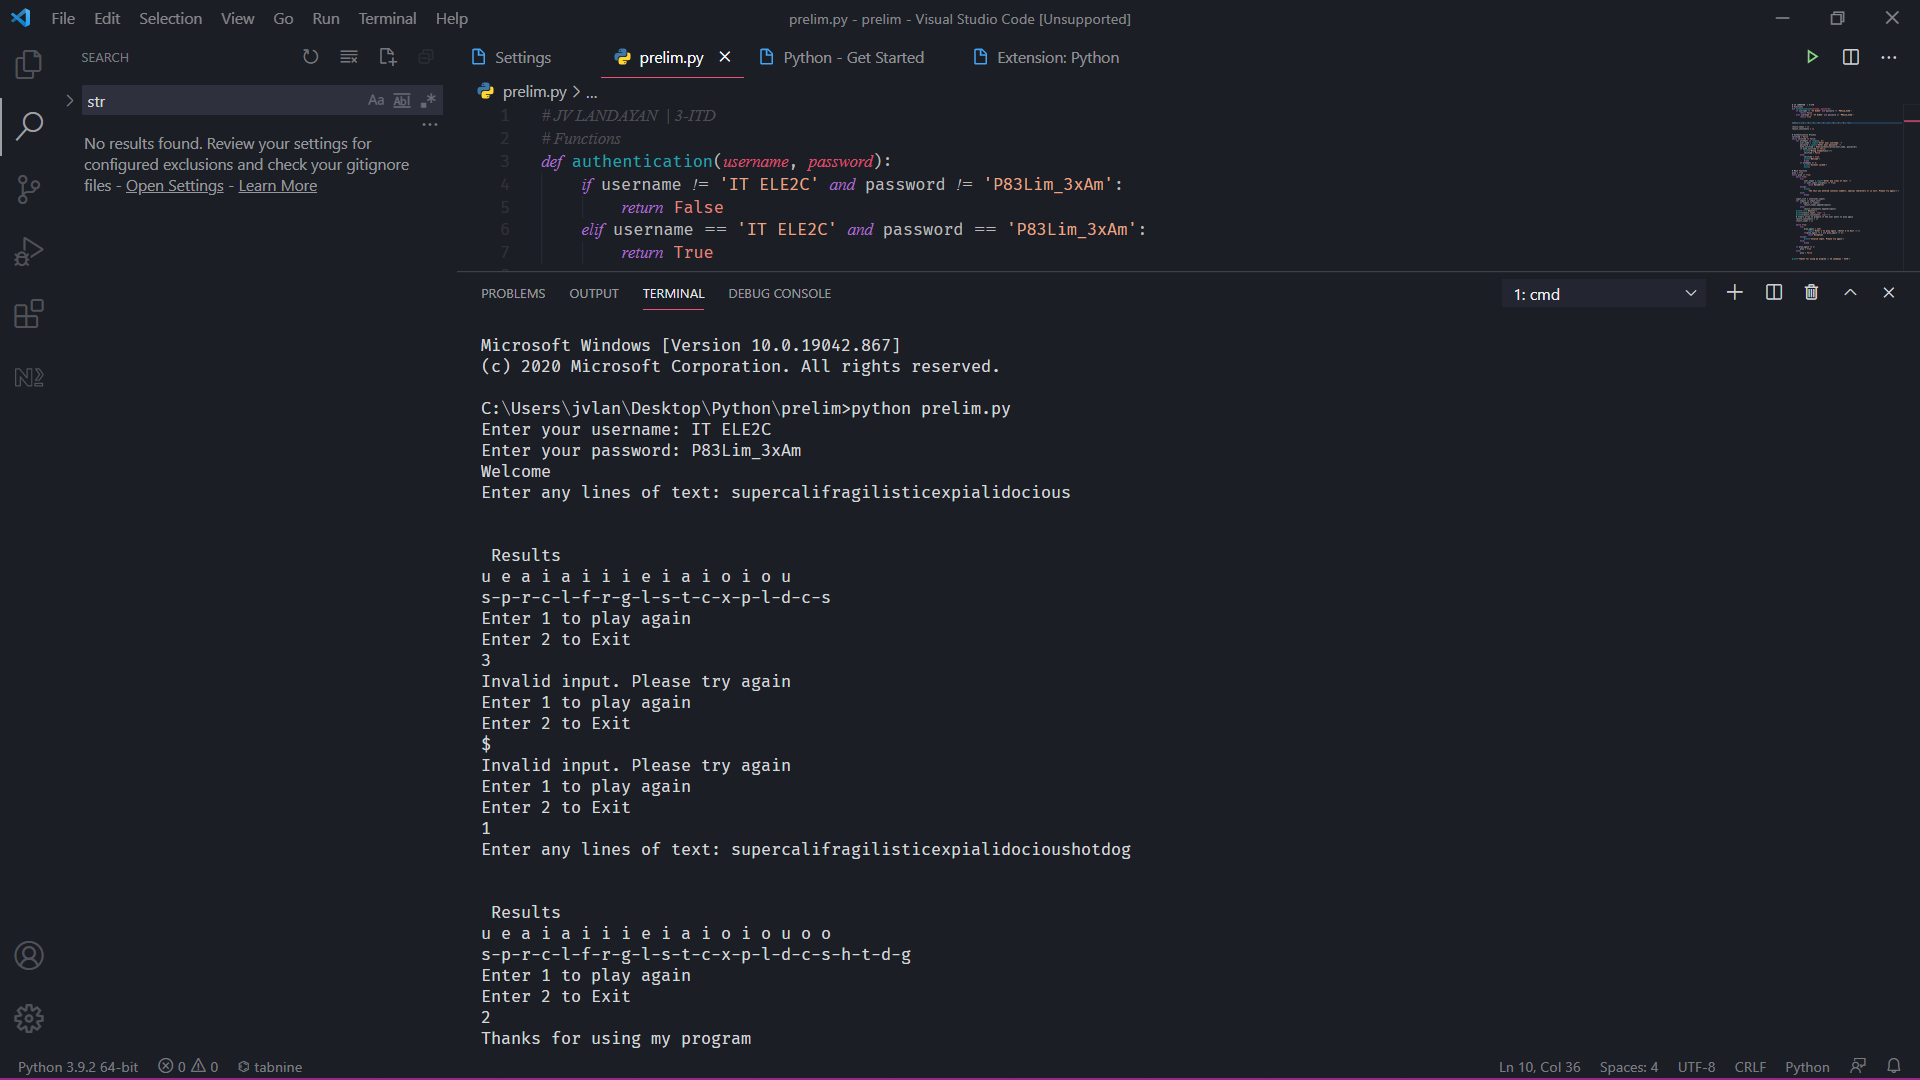 File Edit Selection View Go Run Terminal Help
prelim.py - prelim - Visual Studio Code [Unsupported]
SEARCH
str
Aa Abl .*
No results found. Review your settings for
configured exclusions and check your gitignore
files - Open Settings - Learn More
Settings
prelim.py
Python - Get Started
Extension: Python
prelim.py > ...
1 # JV LANDAYAN | 3-ITD
2 # Functions
3 def authentication(username, password):
4 if username != 'IT ELE2C' and password != 'P83Lim_3xAm':
5 return False
6 elif username == 'IT ELE2C' and password == 'P83Lim_3xAm':
7 return True
PROBLEMS OUTPUT TERMINAL DEBUG CONSOLE
1: cmd
Microsoft Windows [Version 10.0.19042.867]
(c) 2020 Microsoft Corporation. All rights reserved.
C:\Users\jvlan\Desktop\Python\prelim>python prelim.py
Enter your username: IT ELE2C
Enter your password: P83Lim_3xAm
Welcome
Enter any lines of text: supercalifragilisticexpialidocious
Results
u e a i a i i i e i a i o i o u
s-p-r-c-l-f-r-g-l-s-t-c-x-p-l-d-c-s
Enter 1 to play again
Enter 2 to Exit
3
Invalid input. Please try again
Enter 1 to play again
Enter 2 to Exit
$
Invalid input. Please try again
Enter 1 to play again
Enter 2 to Exit
1
Enter any lines of text: supercalifragilisticexpialidocioushotdog
Results
u e a i a i i i e i a i o i o u o o
s-p-r-c-l-f-r-g-l-s-t-c-x-p-l-d-c-s-h-t-d-g
Enter 1 to play again
Enter 2 to Exit
2
Thanks for using my program
Python 3.9.2 64-bit 0 0 tabnine
Ln 10, Col 36 Spaces: 4 UTF-8 CRLF Python